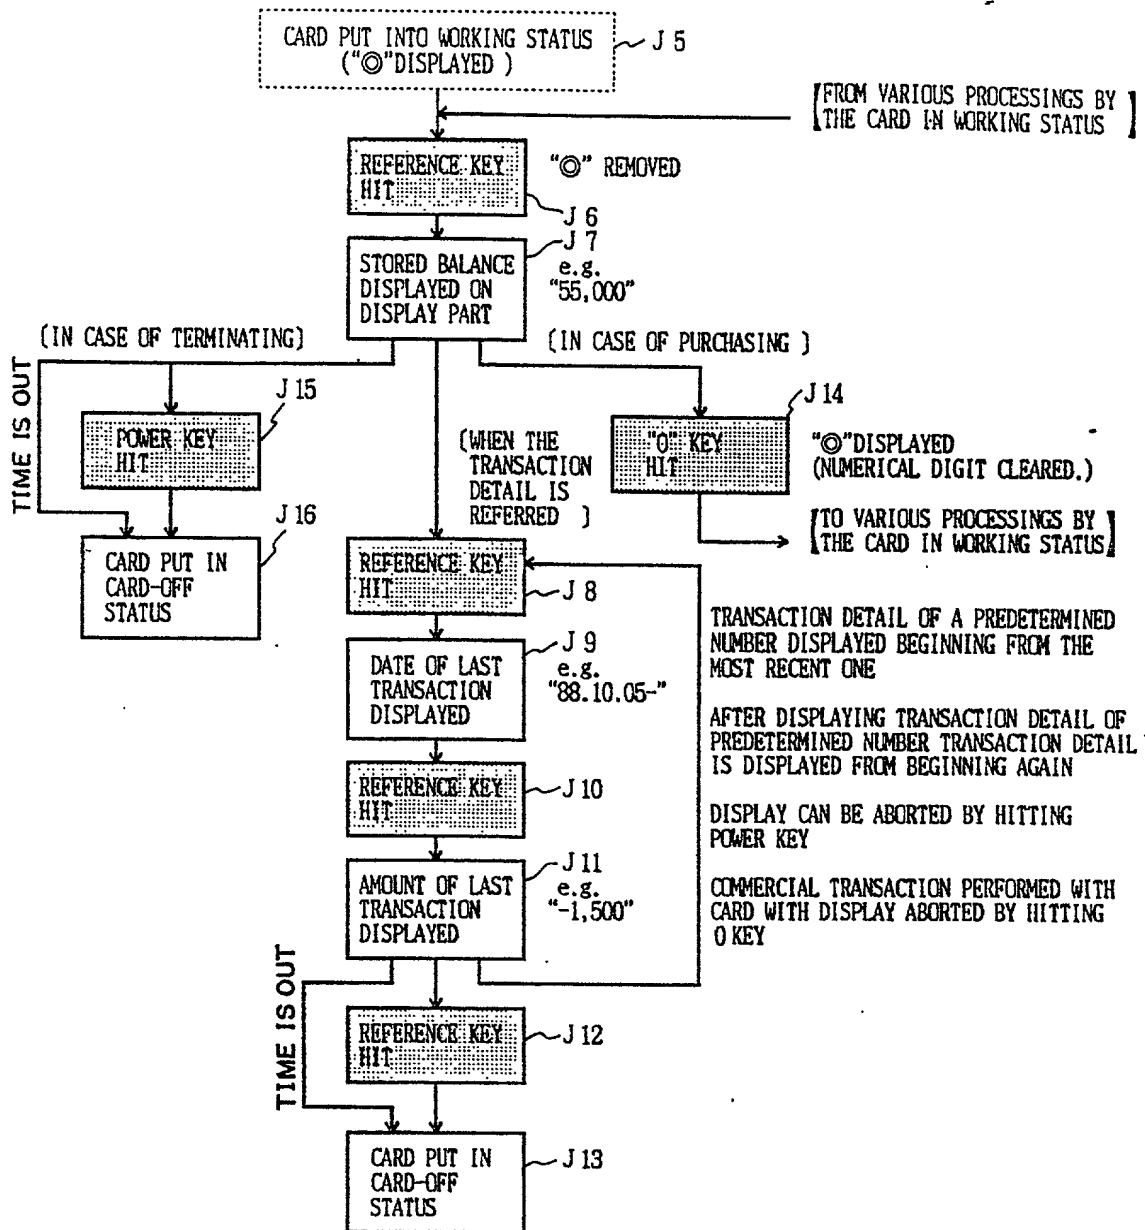 CARD PUT INTO WORKING STATUS
("◎"DISPLAYED )
J 5
[FROM VARIOUS PROCESSINGS BY
THE CARD IN WORKING STATUS]
REFERENCE KEY
HIT
"◎" REMOVED
J 6
J 7
STORED BALANCE
DISPLAYED ON
DISPLAY PART
e.g.
"55,000"
(IN CASE OF TERMINATING)
(IN CASE OF PURCHASING )
TIME IS OUT
J 15
POWER KEY
HIT
J 14
"0" KEY
HIT
"◎"DISPLAYED
(NUMERICAL DIGIT CLEARED.)
(WHEN THE
TRANSACTION
DETAIL IS
REFERRED )
J 16
CARD PUT IN
CARD-OFF
STATUS
[TO VARIOUS PROCESSINGS BY
THE CARD IN WORKING STATUS]
REFERENCE KEY
HIT
J 8
J 9
DATE OF LAST
TRANSACTION
DISPLAYED
e.g.
"88.10.05-"
TRANSACTION DETAIL OF A PREDETERMINED
NUMBER DISPLAYED BEGINNING FROM THE
MOST RECENT ONE
AFTER DISPLAYING TRANSACTION DETAIL OF
PREDETERMINED NUMBER TRANSACTION DETAIL
IS DISPLAYED FROM BEGINNING AGAIN
REFERENCE KEY
HIT
J 10
DISPLAY CAN BE ABORTED BY HITTING
POWER KEY
J 11
AMOUNT OF LAST
TRANSACTION
DISPLAYED
e.g.
"-1,500"
COMMERCIAL TRANSACTION PERFORMED WITH
CARD WITH DISPLAY ABORTED BY HITTING
0 KEY
TIME IS OUT
REFERENCE KEY
HIT
J 12
CARD PUT IN
CARD-OFF
STATUS
J 13